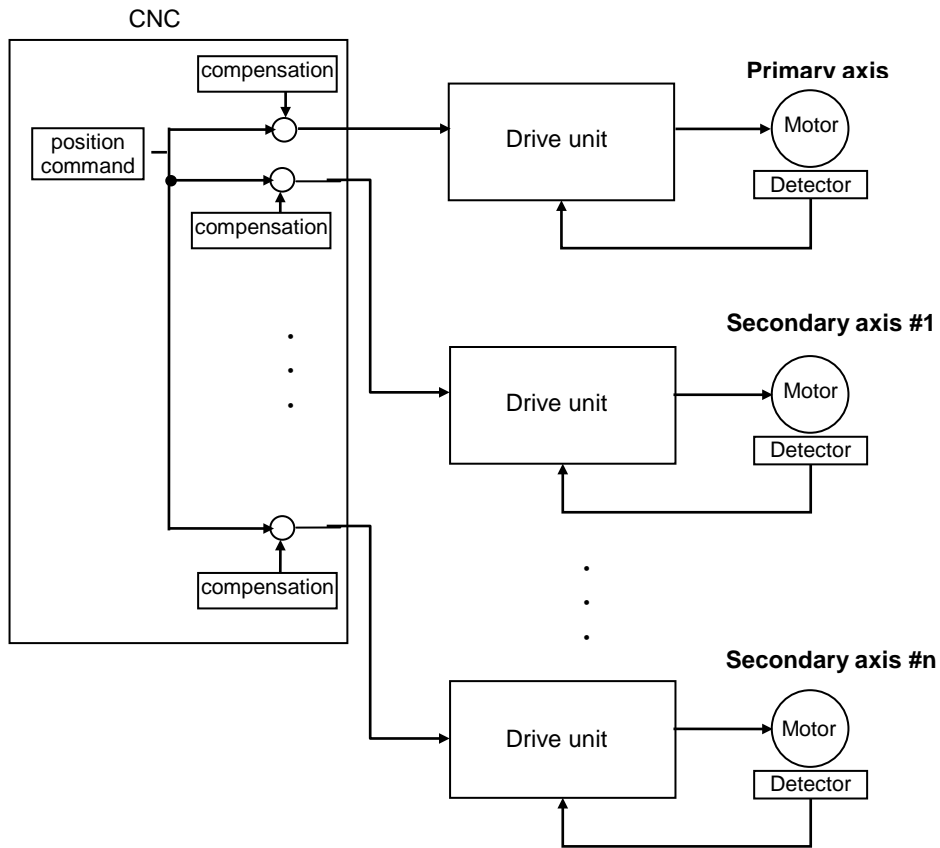 CNC
compensation
position
command
compensation
compensation
Primary axis
Drive unit
Motor
Detector
Secondary axis #1
Drive unit
Motor
Detector
Secondary axis #n
Drive unit
Motor
Detector